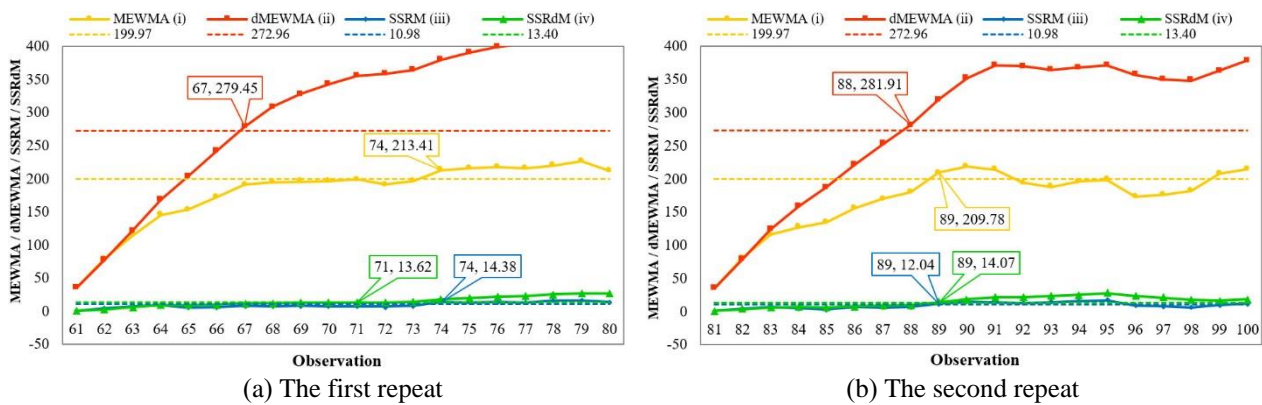 MEWMA (i) dMEWMA (ii) SSRM (iii) SSRdM (iv)
199.97 272.96 10.98 13.40
MEWMA / dMEWMA / SSRM / SSRdM
400
350
300
250
200
150
100
50
0
-50
67, 279.45
74, 213.41
71, 13.62
74, 14.38
61 62 63 64 65 66 67 68 69 70 71 72 73 74 75 76 77 78 79 80
Observation
(a) The first repeat
MEWMA (i) dMEWMA (ii) SSRM (iii) SSRdM (iv)
199.97 272.96 10.98 13.40
MEWMA / dMEWMA / SSRM / SSRdM
400
350
300
250
200
150
100
50
0
-50
88, 281.91
89, 209.78
89, 12.04
89, 14.07
81 82 83 84 85 86 87 88 89 90 91 92 93 94 95 96 97 98 99 100
Observation
(b) The second repeat